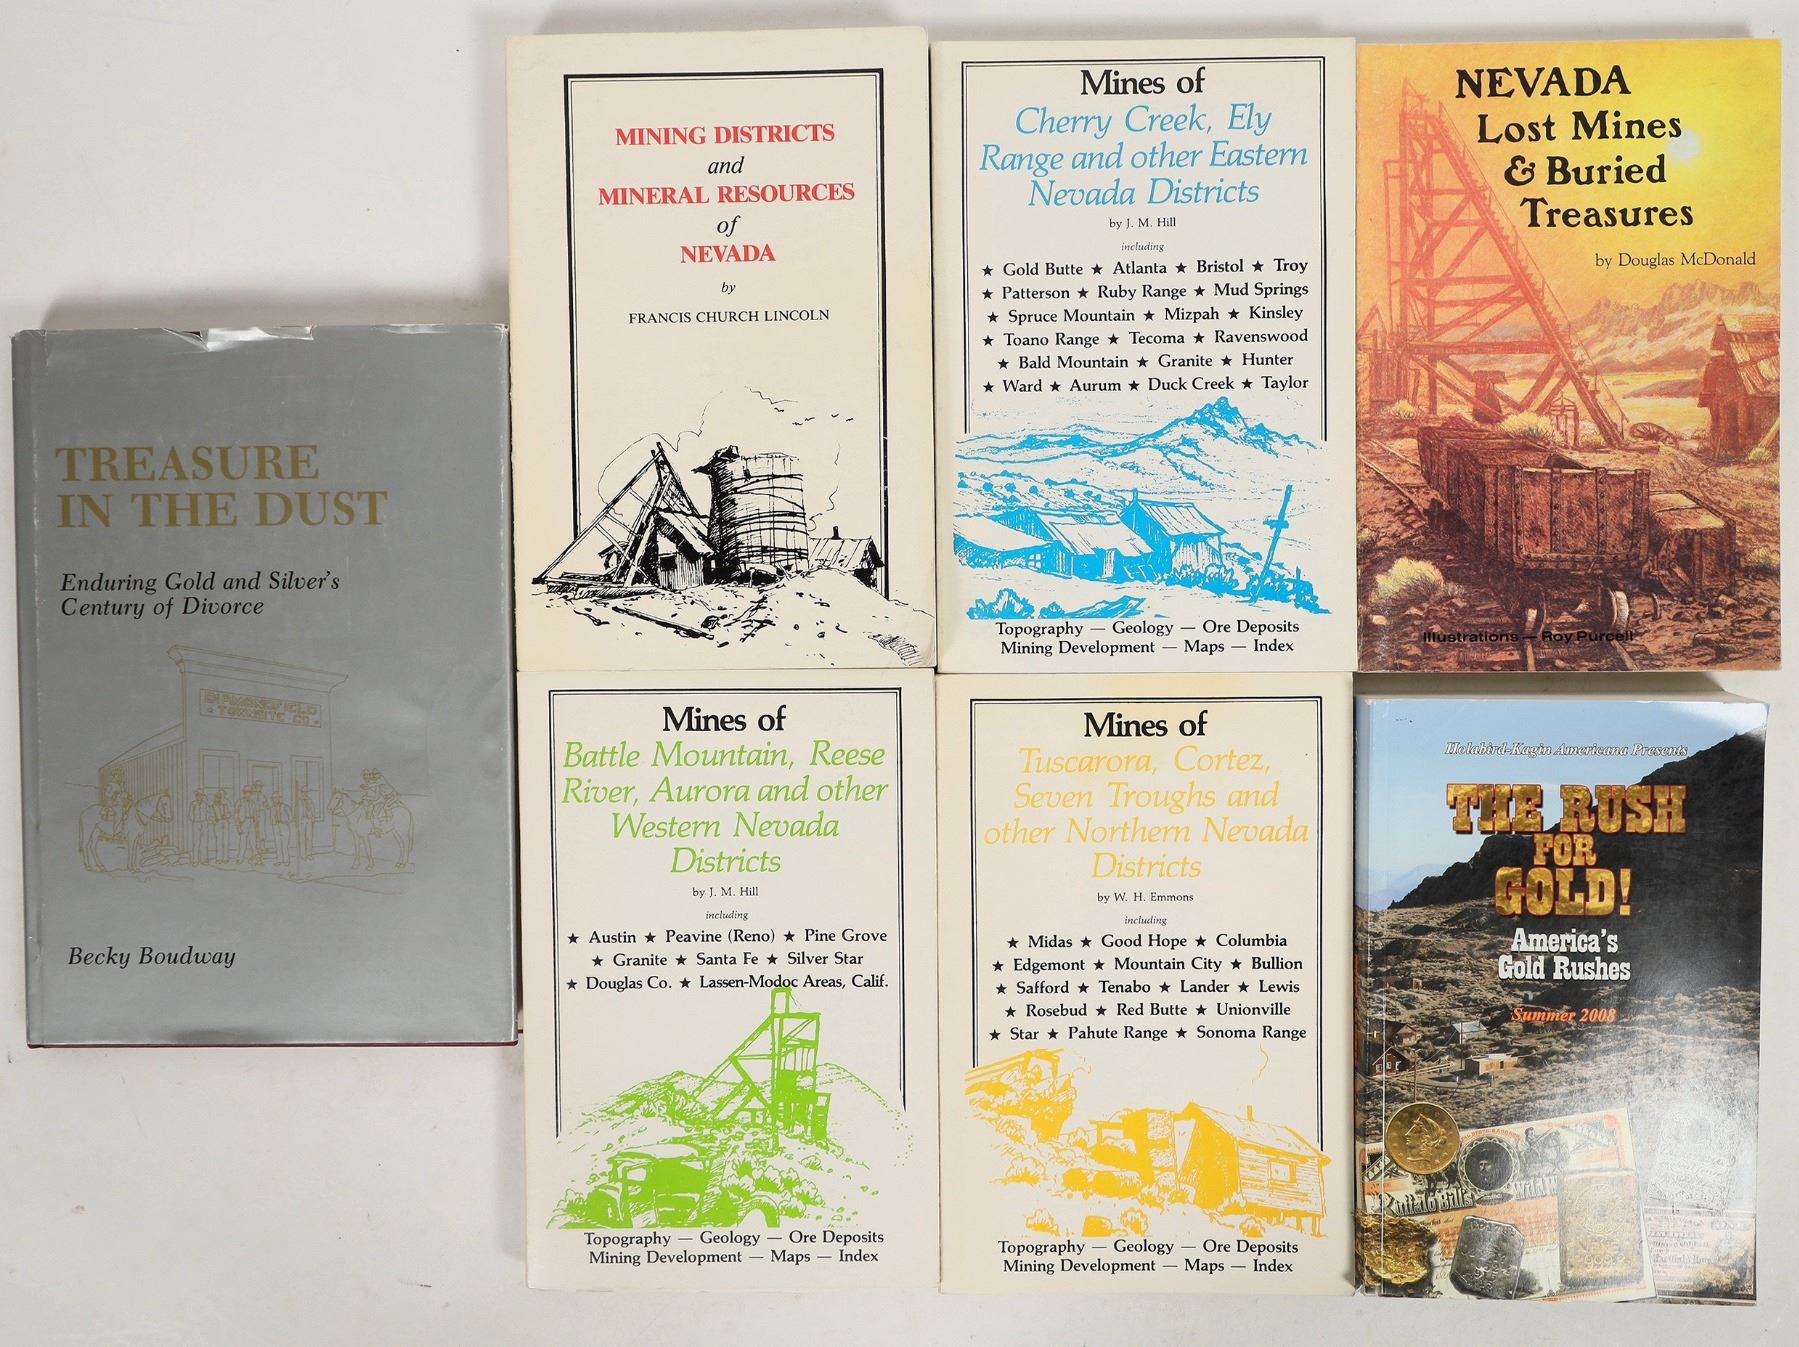 TREASURE
IN THE DUST
Enduring Gold and Silver's
Century of Divorce
DIAMONDFIELD
TOWNSITE CO.
Becky Boudway
MINING DISTRICTS
and
MINERAL RESOURCES
of
NEVADA
by
FRANCIS CHURCH LINCOLN
Mines of
Cherry Creek, Ely
Range and other Eastern
Nevada Districts
by J. M. Hill
including
★ Gold Butte ★ Atlanta ★ Bristol ★ Troy
★ Patterson ★ Ruby Range ★ Mud Springs
★ Spruce Mountain ★ Mizpah ★ Kinsley
★ Toano Range ★ Tecoma ★ Ravenswood
★ Bald Mountain ★ Granite ★ Hunter
★ Ward ★ Aurum ★ Duck Creek ★ Taylor
Topography — Geology — Ore Deposits
Mining Development — Maps — Index
NEVADA
Lost Mines
& Buried
Treasures
by Douglas McDonald
Illustrations — Roy Purcell
Mines of
Battle Mountain, Reese
River, Aurora and other
Western Nevada
Districts
by J. M. Hill
including
★ Austin ★ Peavine (Reno) ★ Pine Grove
★ Granite ★ Santa Fe ★ Silver Star
★ Douglas Co. ★ Lassen-Modoc Areas, Calif.
Topography — Geology — Ore Deposits
Mining Development — Maps — Index
Mines of
Tuscarora, Cortez,
Seven Troughs and
other Northern Nevada
Districts
by W. H. Emmons
including
★ Midas ★ Good Hope ★ Columbia
★ Edgemont ★ Mountain City ★ Bullion
★ Safford ★ Tenabo ★ Lander ★ Lewis
★ Rosebud ★ Red Butte ★ Unionville
★ Star ★ Pahute Range ★ Sonoma Range
Topography — Geology — Ore Deposits
Mining Development — Maps — Index
Holabird-Kagin Americana Presents
THE RUSH
FOR
GOLD!
America's
Gold Rushes
Summer 2008
Buffalo Bill's